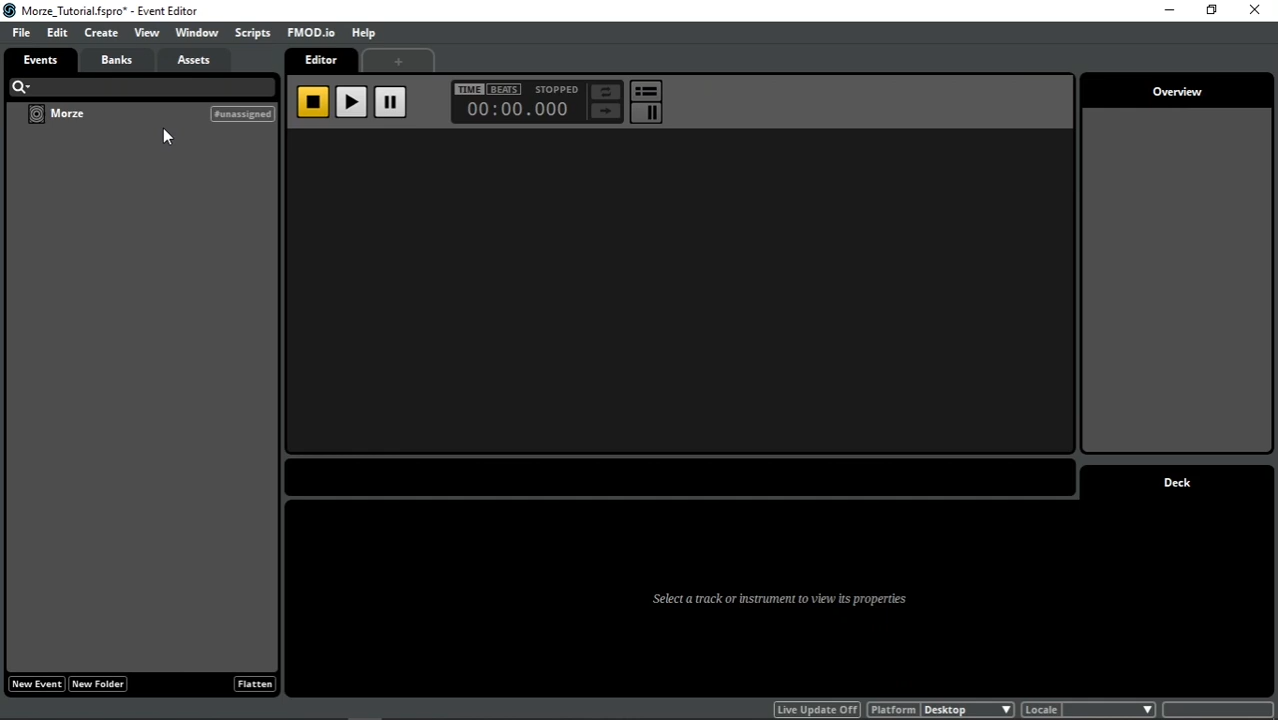 Morze_Tutorial.fspro* - Event Editor
File Edit Create View Window Scripts FMOD.io Help
Events Banks Assets Editor +
TIME BEATS STOPPED
00:00.000
Overview
Morze #unassigned
Deck
Select a track or instrument to view its properties
New Event New Folder Flatten
Live Update Off Platform Desktop Locale